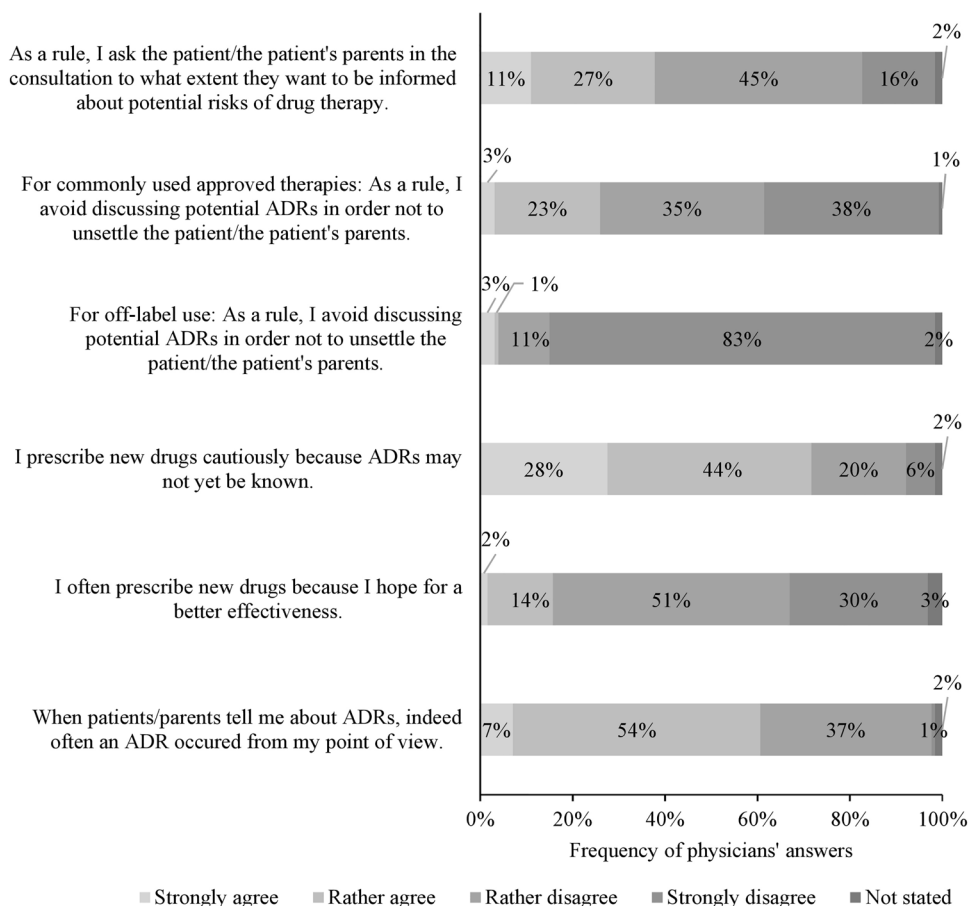 2%
As a rule, I ask the patient/the patient's parents in the
consultation to what extent they want to be informed
about potential risks of drug therapy.
11% 27% 45% 16%
3% 1%
For commonly used approved therapies: As a rule, I
avoid discussing potential ADRs in order not to
unsettle the patient/the patient's parents.
23% 35% 38%
3% 1%
For off-label use: As a rule, I avoid discussing
potential ADRs in order not to unsettle the
patient/the patient's parents.
11% 83% 2%
2%
I prescribe new drugs cautiously because ADRs may
not yet be known.
28% 44% 20% 6%
2%
I often prescribe new drugs because I hope for a
better effectiveness.
14% 51% 30% 3%
2%
When patients/parents tell me about ADRs, indeed
often an ADR occured from my point of view.
7% 54% 37% 1%
0% 20% 40% 60% 80% 100%
Frequency of physicians' answers
Strongly agree Rather agree Rather disagree Strongly disagree Not stated